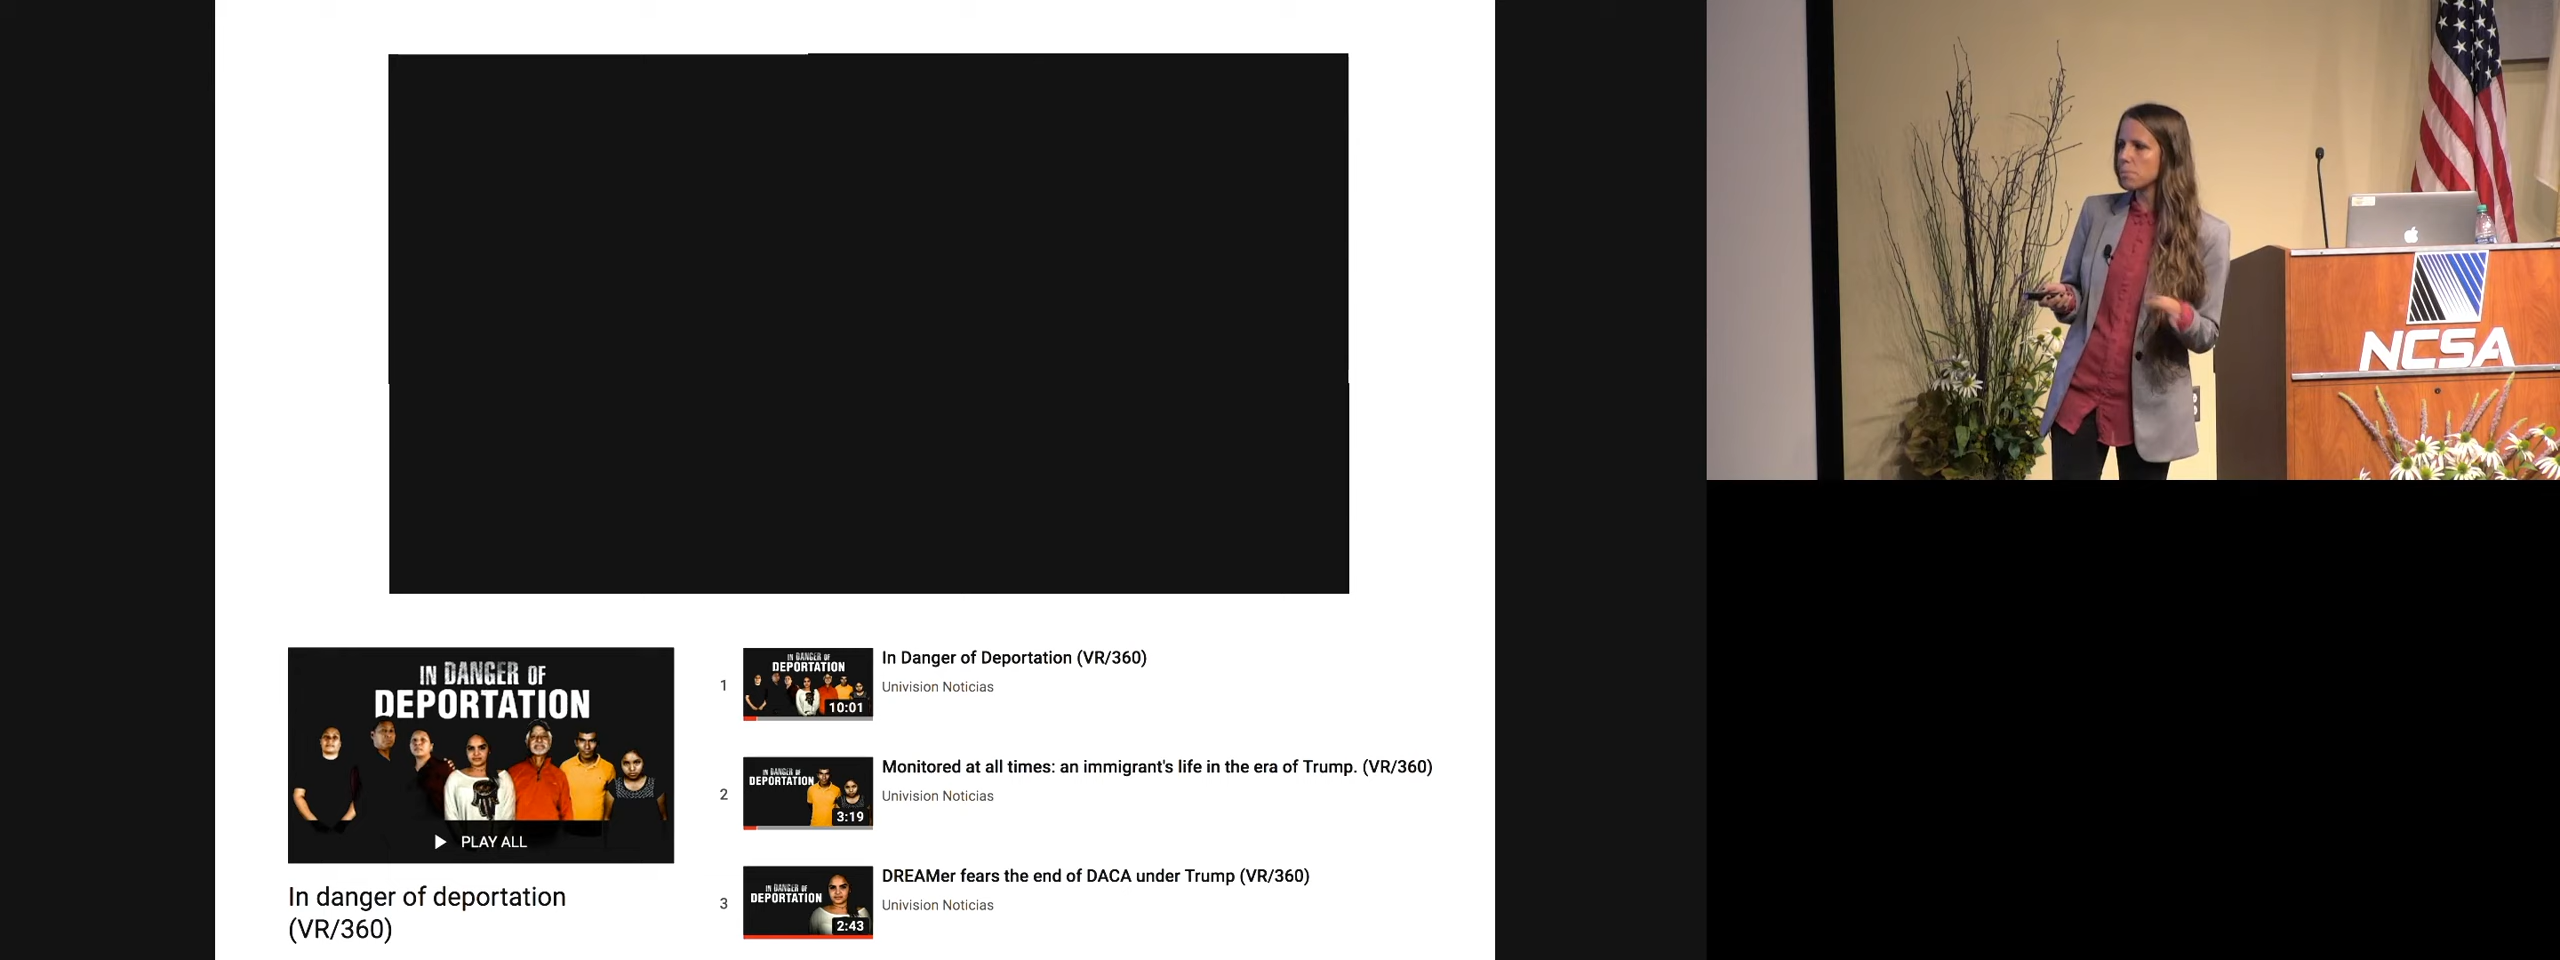 IN DANGER OF
DEPORTATION
PLAY ALL
In danger of deportation
(VR/360)
1
IN DANGER OF
DEPORTATION
10:01
In Danger of Deportation (VR/360)
Univision Noticias
2
IN DANGER OF
DEPORTATION
3:19
Monitored at all times: an immigrant's life in the era of Trump. (VR/360)
Univision Noticias
3
IN DANGER OF
DEPORTATION
2:43
DREAMer fears the end of DACA under Trump (VR/360)
Univision Noticias
NCSA